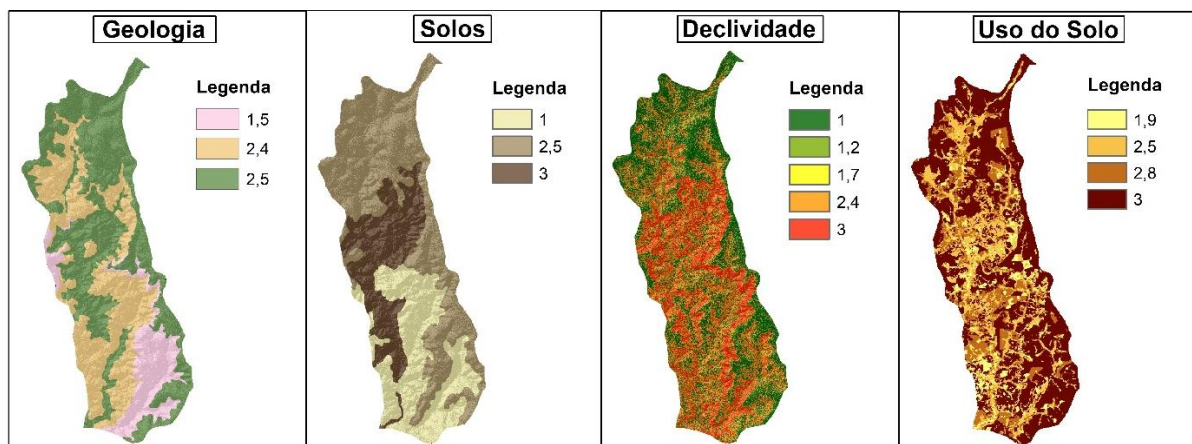 Geologia
Legenda
1,5
2,4
2,5
Solos
Legenda
1
2,5
3
Declividade
Legenda
1
1,2
1,7
2,4
3
Uso do Solo
Legenda
1,9
2,5
2,8
3